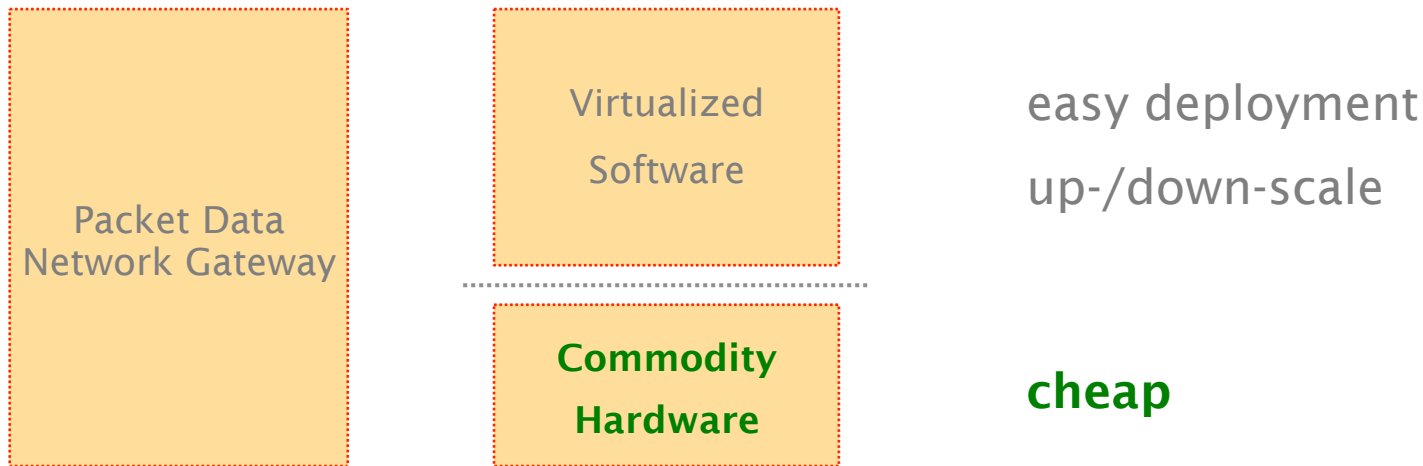 Packet Data
Network Gateway
Virtualized
Software
easy deployment
up-/down-scale
Commodity
Hardware
cheap